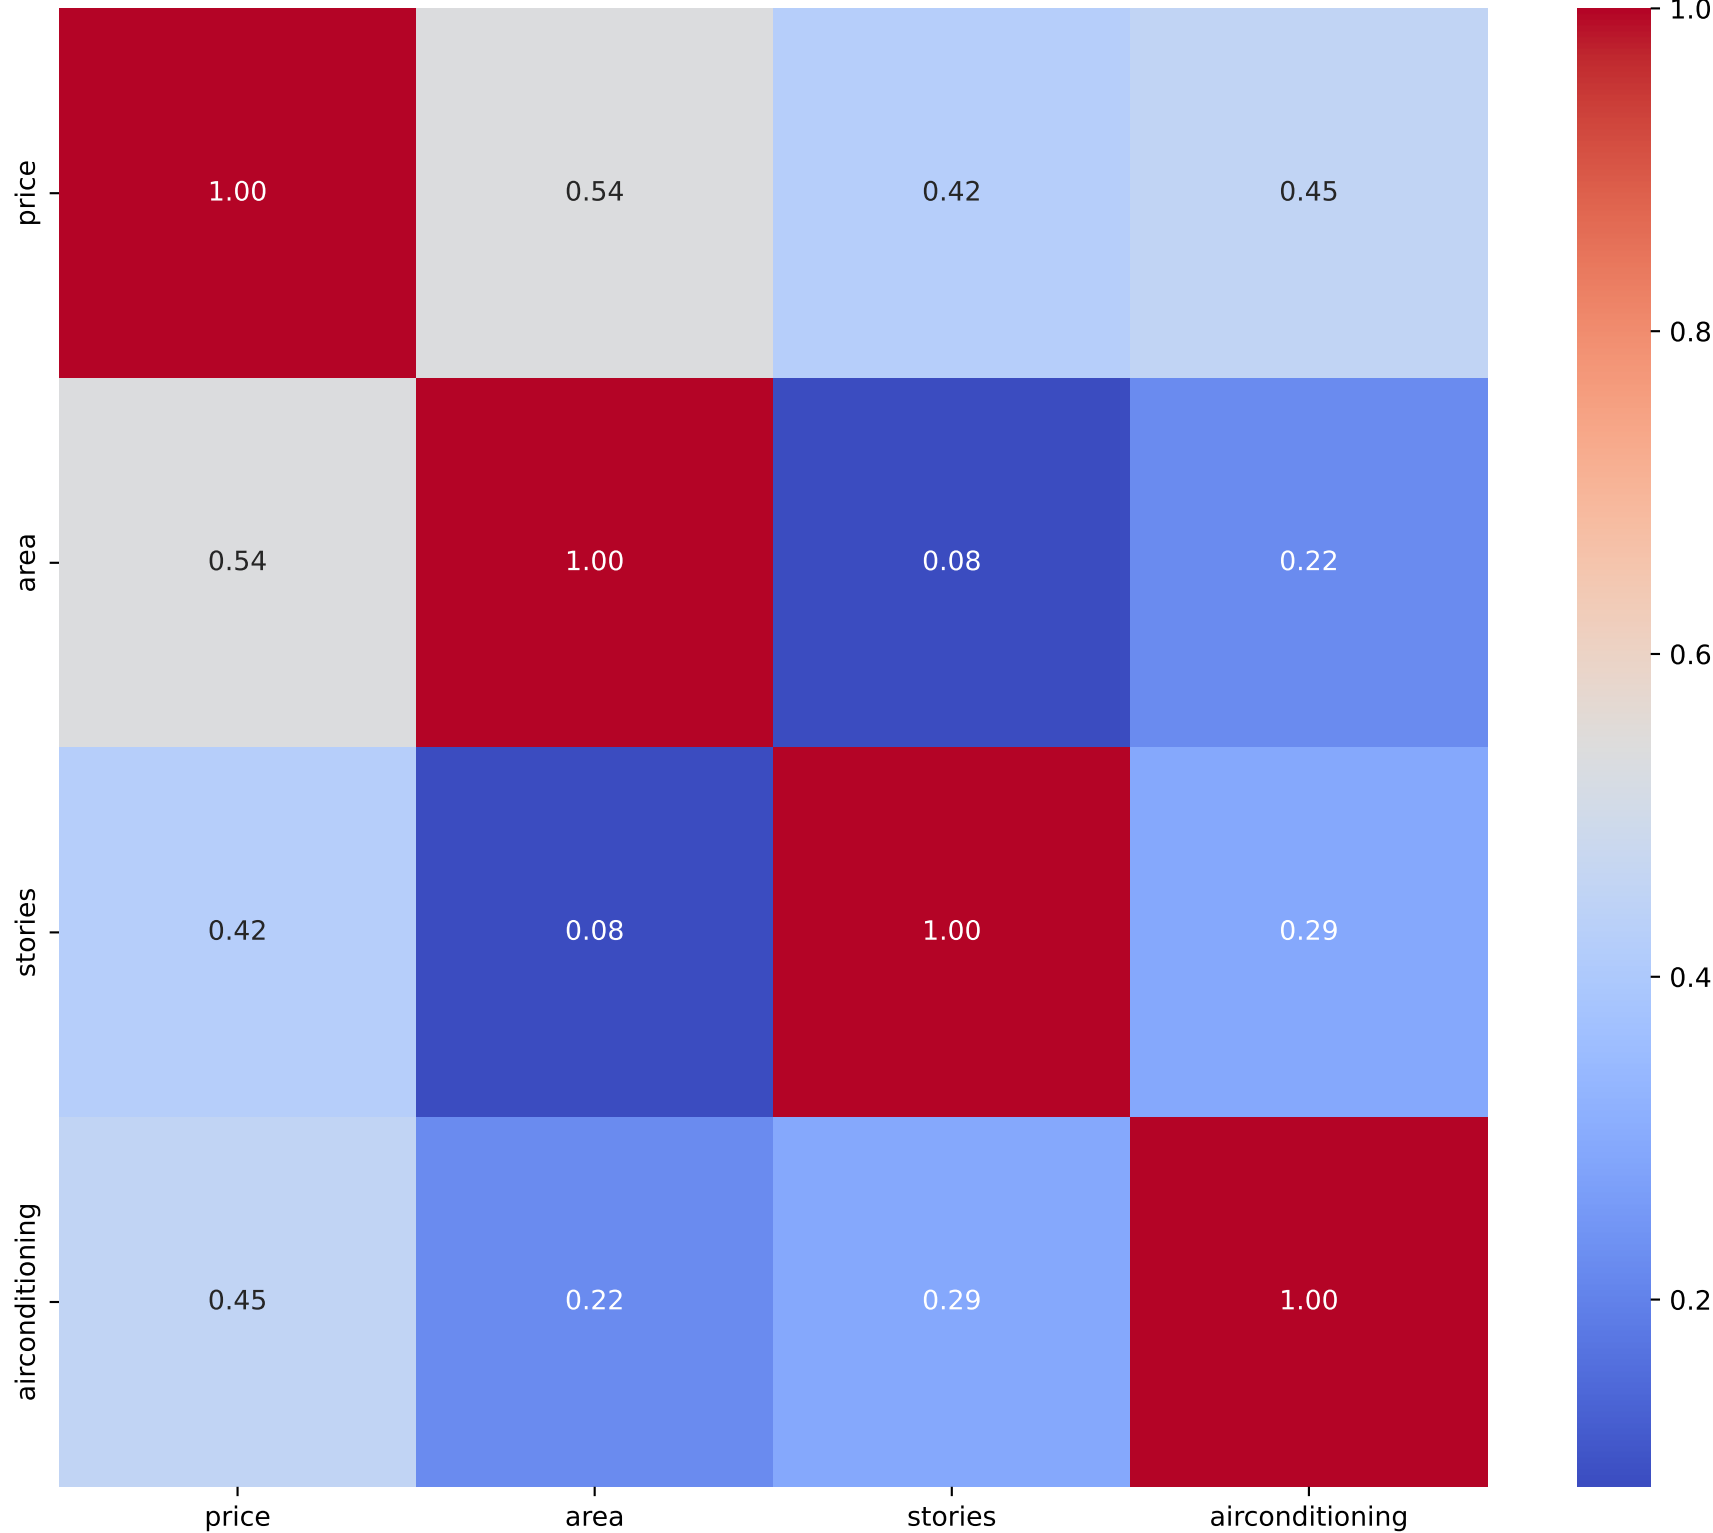 1.0
price 1.00 0.54 0.42 0.45
0.8
0.6
area 0.54 1.00 0.08 0.22
stories 0.42 0.08 1.00 0.29
0.4
airconditioning 0.45 0.22 0.29 1.00
0.2
price area stories airconditioning